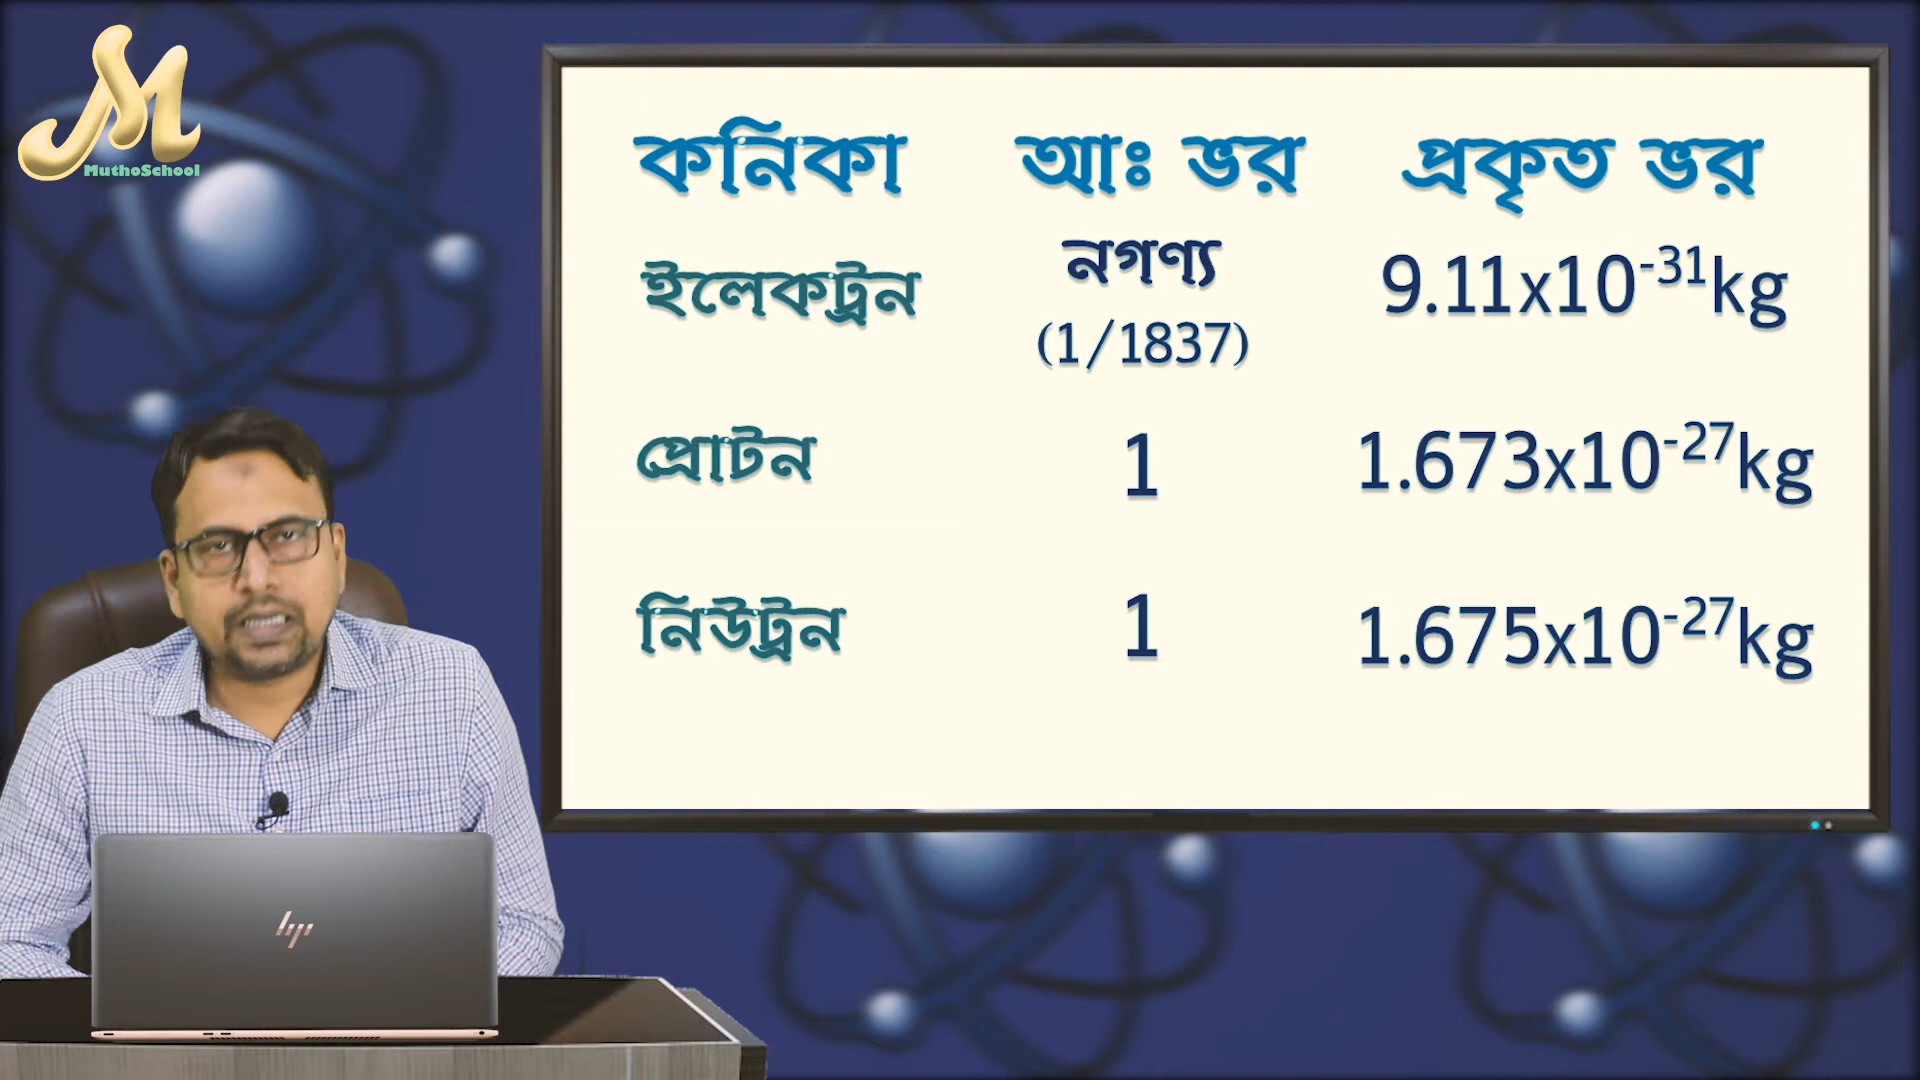 M
MuthoSchool
কনিকা আঃ ভর প্রকৃত ভর
ইলেকট্রন নগণ্য (1/1837) 9.11x10⁻³¹kg
প্রোটন 1 1.673x10⁻²⁷kg
নিউট্রন 1 1.675x10⁻²⁷kg
hp